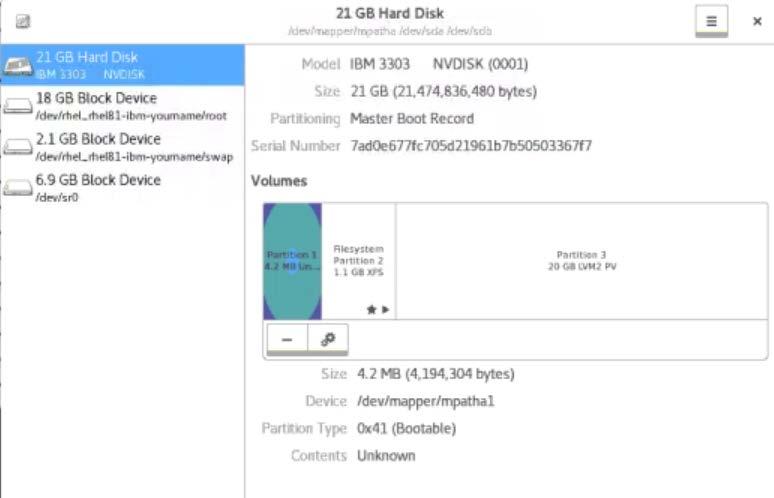 21 GB Hard Disk
/dev/mapper/mpatha /dev/sda /dev/sdb
21 GB Hard Disk
IBM 3303 NVDISK
18 GB Block Device
/dev/rhel_rhel81-ibm-yourname/root
2.1 GB Block Device
/dev/rhel_rhel81-ibm-yourname/swap
6.9 GB Block Device
/dev/sr0
Model IBM 3303 NVDISK (0001)
Size 21 GB (21,474,836,480 bytes)
Partitioning Master Boot Record
Serial Number 7ad0e677fc705d21961b7b50503367f7
Volumes
Partition 1
4.2 MB Un...
Filesystem
Partition 2
1.1 GB XFS
Partition 3
20 GB LVM2 PV
Size 4.2 MB (4,194,304 bytes)
Device /dev/mapper/mpatha1
Partition Type 0x41 (Bootable)
Contents Unknown